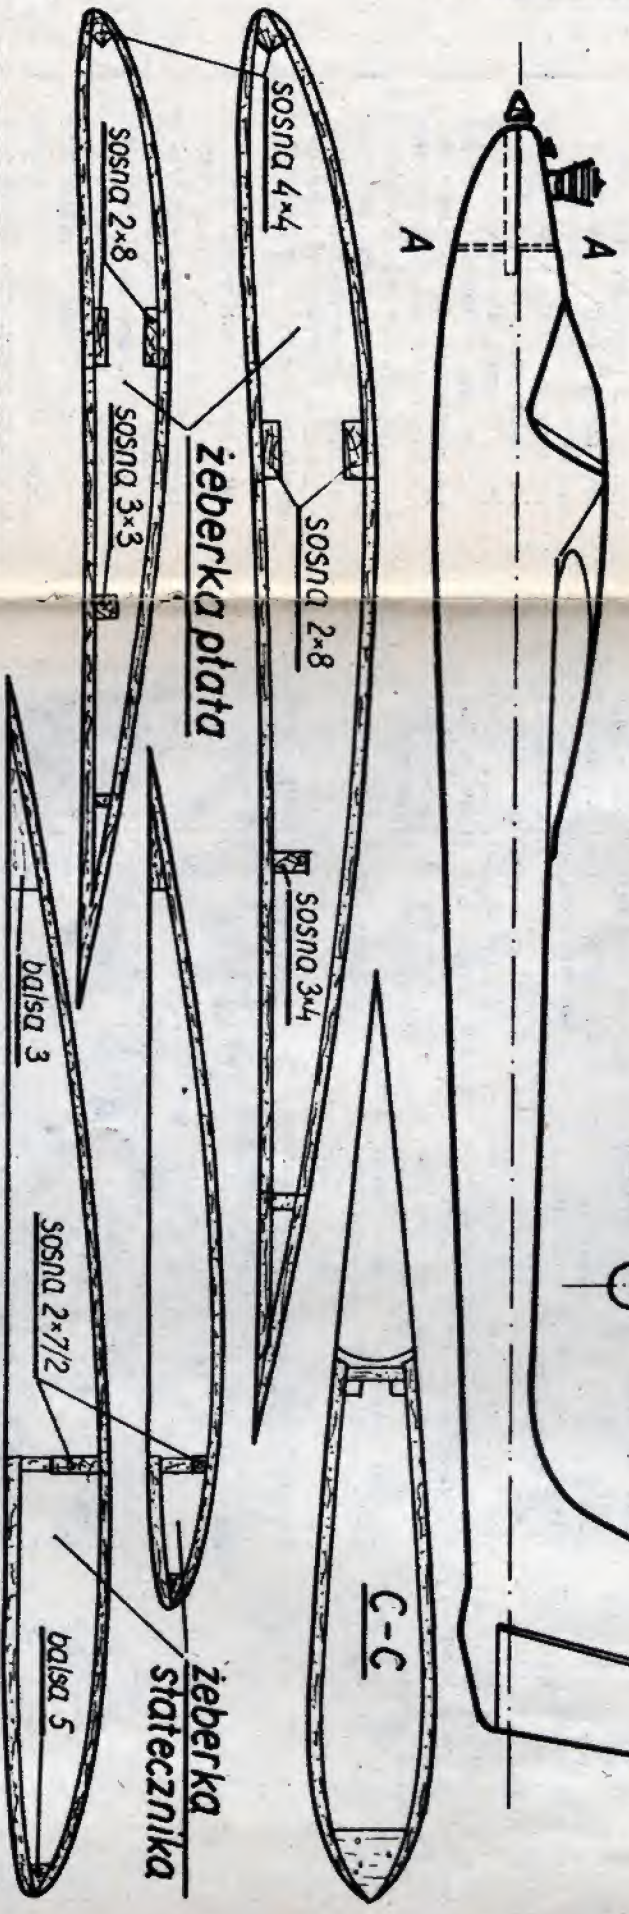 A
A
sosna 4×4
sosna 2×8
sosna 2×8
sosna 3×3
żeberka płata
sosna 3×4
balsa 3
sosna 2×7/2
C-C
żeberka
statecznika
balsa 5